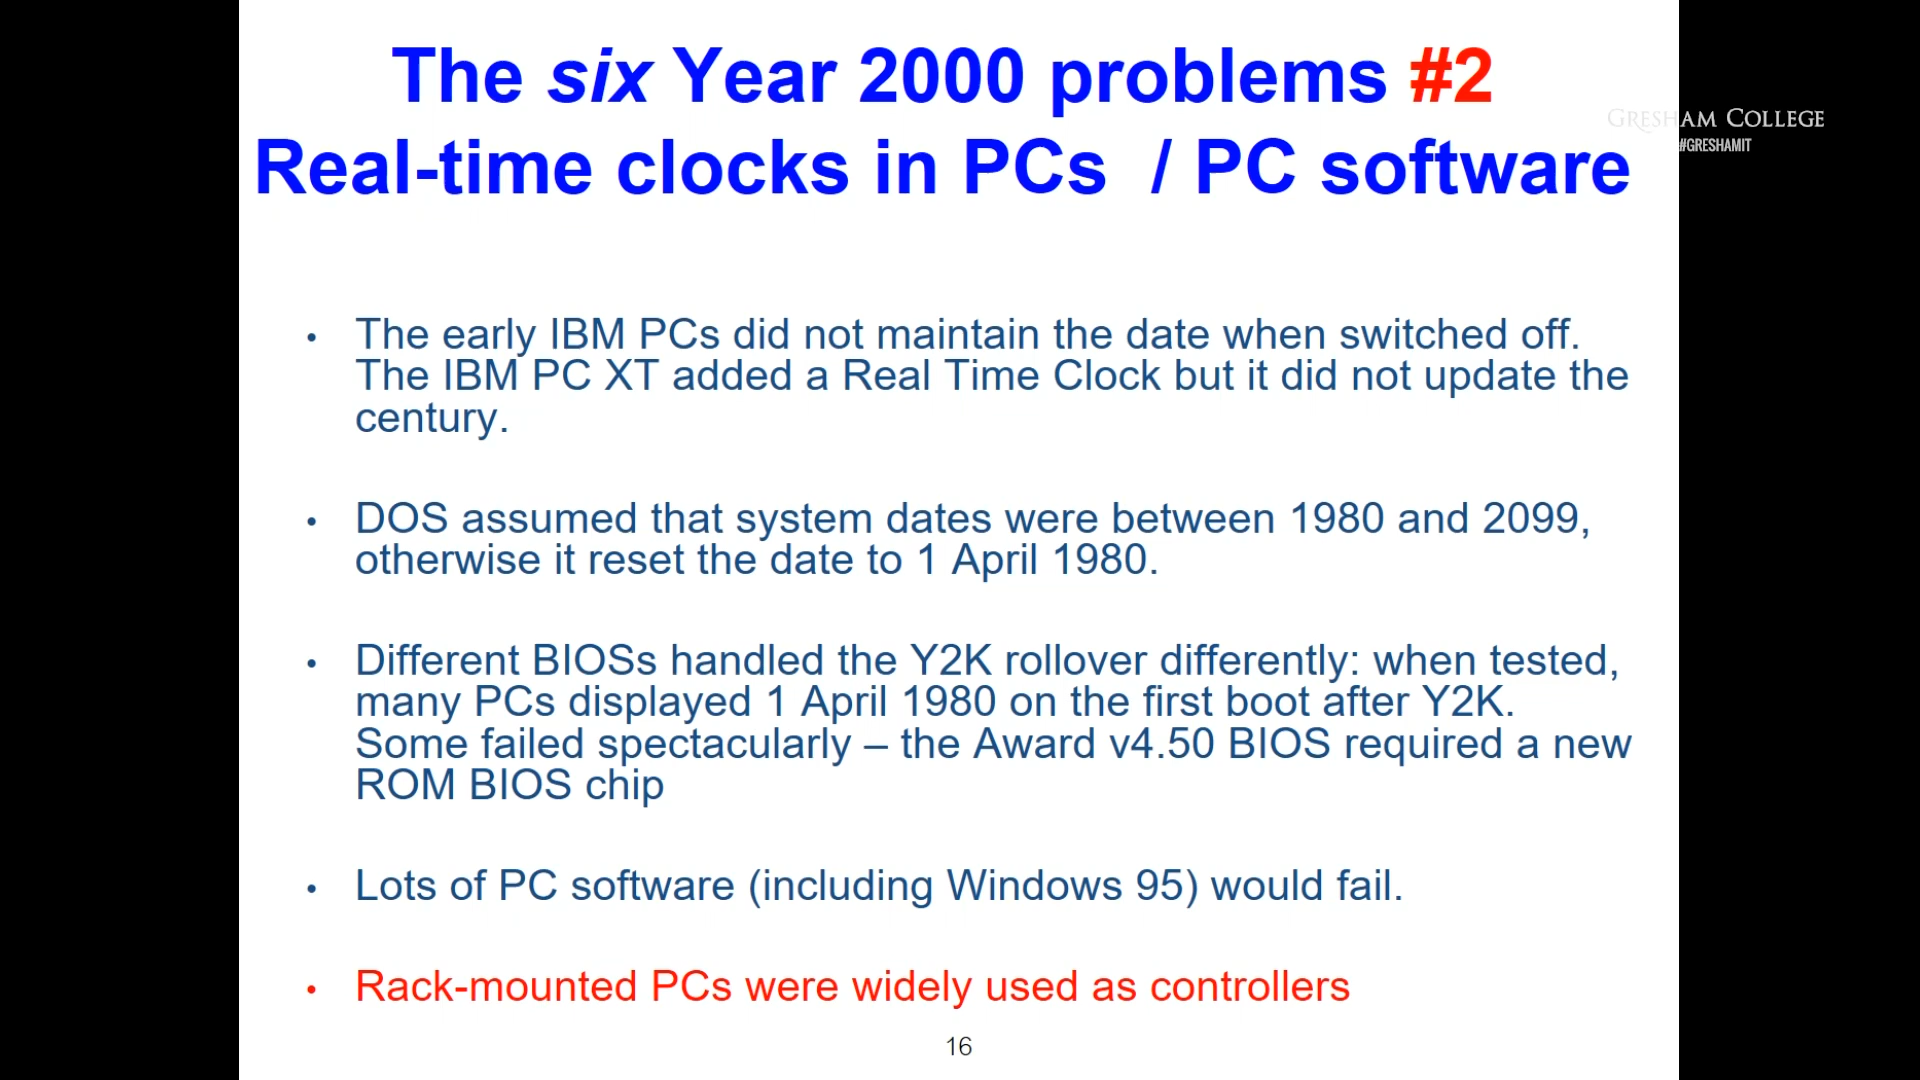 The six Year 2000 problems #2
Real-time clocks in PCs / PC software
GRESHAM COLLEGE
#GRESHAMIT
• The early IBM PCs did not maintain the date when switched off.
The IBM PC XT added a Real Time Clock but it did not update the
century.
• DOS assumed that system dates were between 1980 and 2099,
otherwise it reset the date to 1 April 1980.
• Different BIOSs handled the Y2K rollover differently: when tested,
many PCs displayed 1 April 1980 on the first boot after Y2K.
Some failed spectacularly – the Award v4.50 BIOS required a new
ROM BIOS chip
• Lots of PC software (including Windows 95) would fail.
• Rack-mounted PCs were widely used as controllers
16